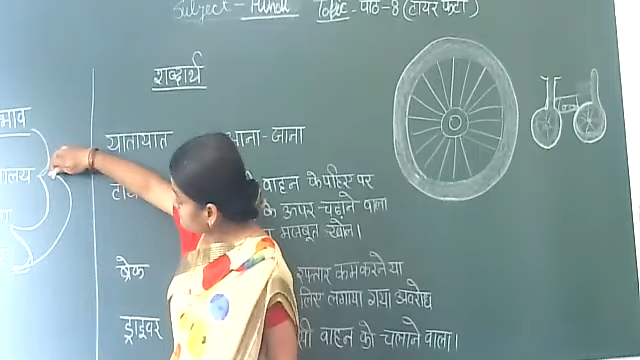 Subject - Hindi Topic - पाठ-8 (टायर फटा)
शब्दार्थ
यातायात आना - जाना
वाहन के पहिए पर
के ऊपर चढ़ाने वाला
मजबूत खोल।
ब्रेक रफ्तार कम करने या
लिए लगाया गया अवरोध
ड्राइवर वाहन को चलाने वाला।